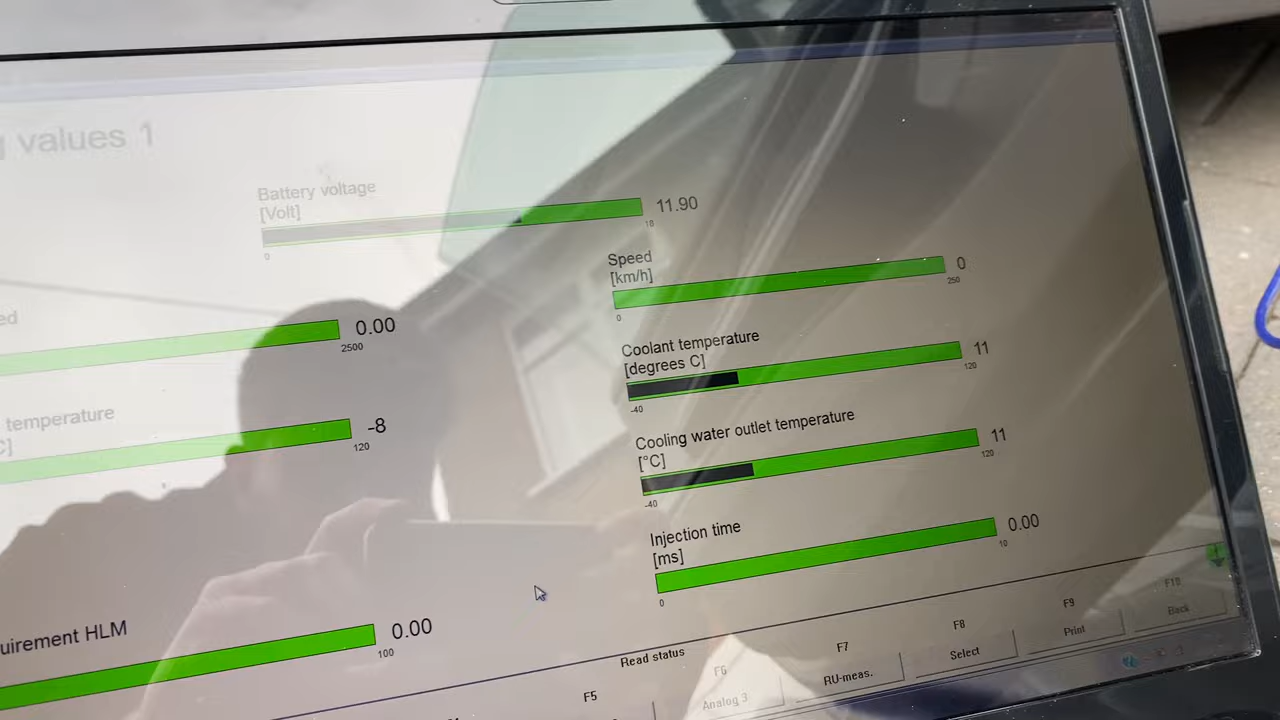 values 1
Battery voltage
[Volt]
11.90
0
18
Speed
[km/h]
0
0
250
ed
0.00
2500
Coolant temperature
[degrees C]
11
-40
120
temperature
C]
-8
120
Cooling water outlet temperature
[°C]
11
-40
120
Injection time
[ms]
0.00
0
10
uirement HLM
0.00
100
Read status
F5
F6
Analog 3
F7
RU-meas.
F8
Select
F9
Print
F10
Back